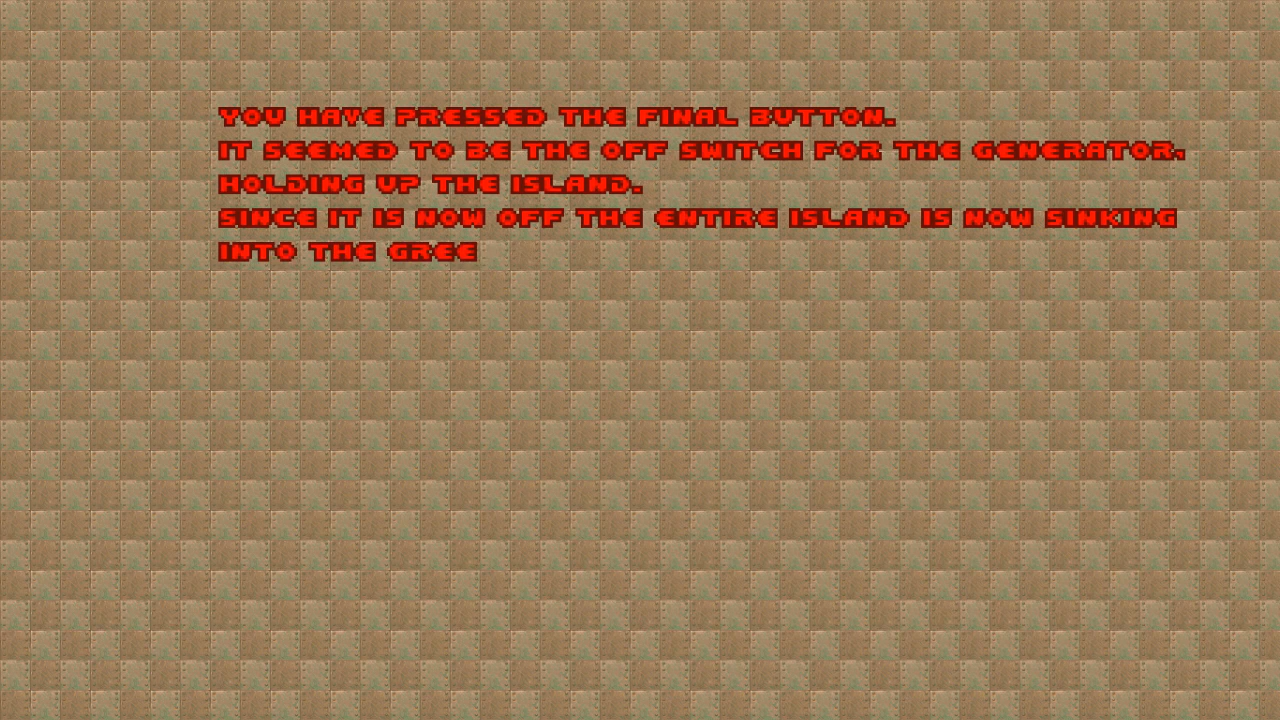 YOU HAVE PRESSED THE FINAL BUTTON.
IT SEEMED TO BE THE OFF SWITCH FOR THE GENERATOR,
HOLDING UP THE ISLAND.
SINCE IT IS NOW OFF THE ENTIRE ISLAND IS NOW SINKING
INTO THE GREE